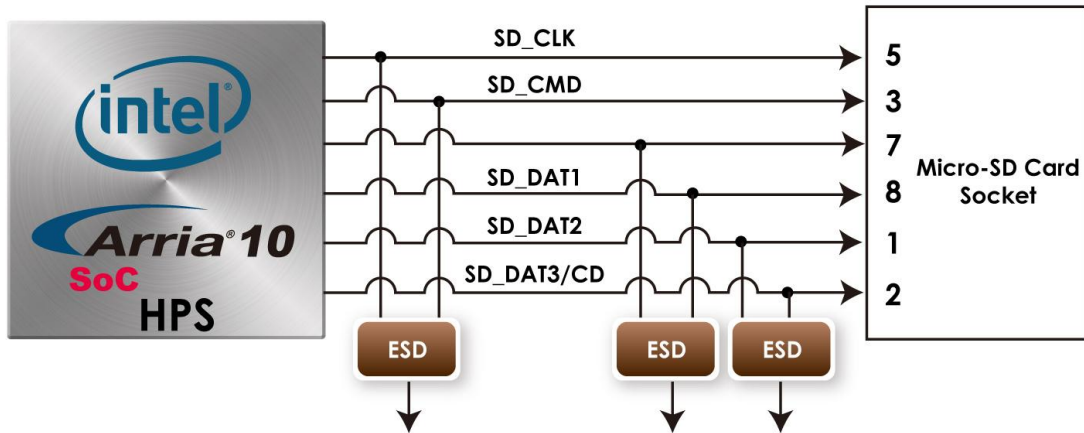 SD_CLK
5
SD_CMD
3
7
SD_DAT1
8
SD_DAT2
1
SD_DAT3/CD
2
intel®
Arria® 10
SoC
HPS
Micro-SD Card
Socket
ESD
ESD
ESD